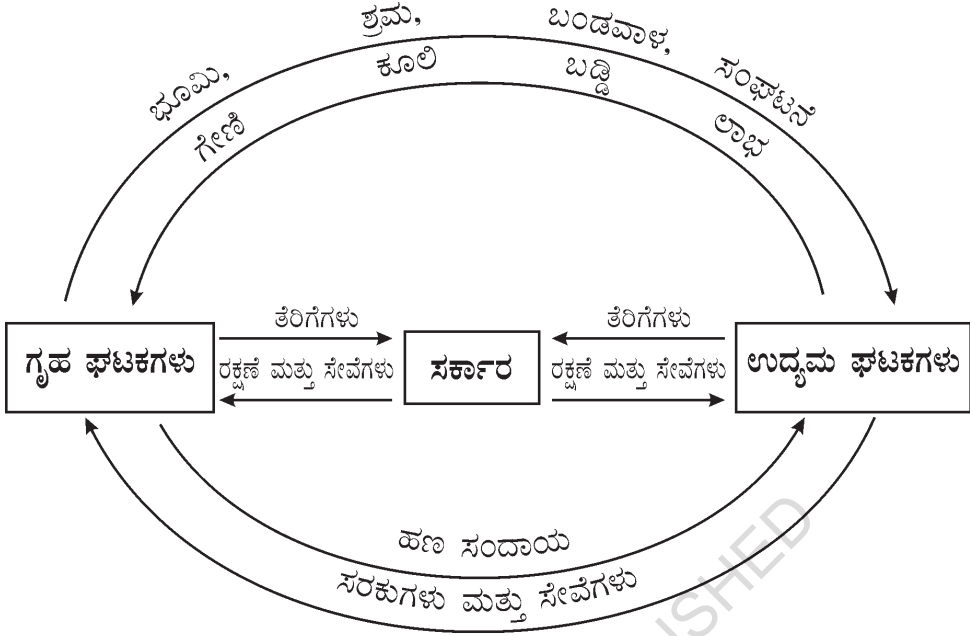 ಭೂಮಿ, ಶ್ರಮ, ಬಂಡವಾಳ, ಸಂಘಟನೆ
ಗೇಣಿ ಕೂಲಿ ಬಡ್ಡಿ ಲಾಭ
ತೆರಿಗೆಗಳು ತೆರಿಗೆಗಳು
ಗೃಹ ಘಟಕಗಳು ಸರ್ಕಾರ ಉದ್ಯಮ ಘಟಕಗಳು
ರಕ್ಷಣೆ ಮತ್ತು ಸೇವೆಗಳು ರಕ್ಷಣೆ ಮತ್ತು ಸೇವೆಗಳು
ಹಣ ಸಂದಾಯ
ಸರಕುಗಳು ಮತ್ತು ಸೇವೆಗಳು
SHED